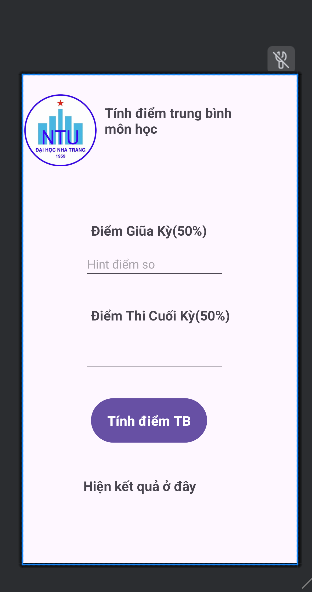 Tính điểm trung bình
môn học
NTU
ĐẠI HỌC NHA TRANG
1959
Điểm Giữa Kỳ(50%)
Hint điểm so
Điểm Thi Cuối Kỳ(50%)
Tính điểm TB
Hiện kết quả ở đây